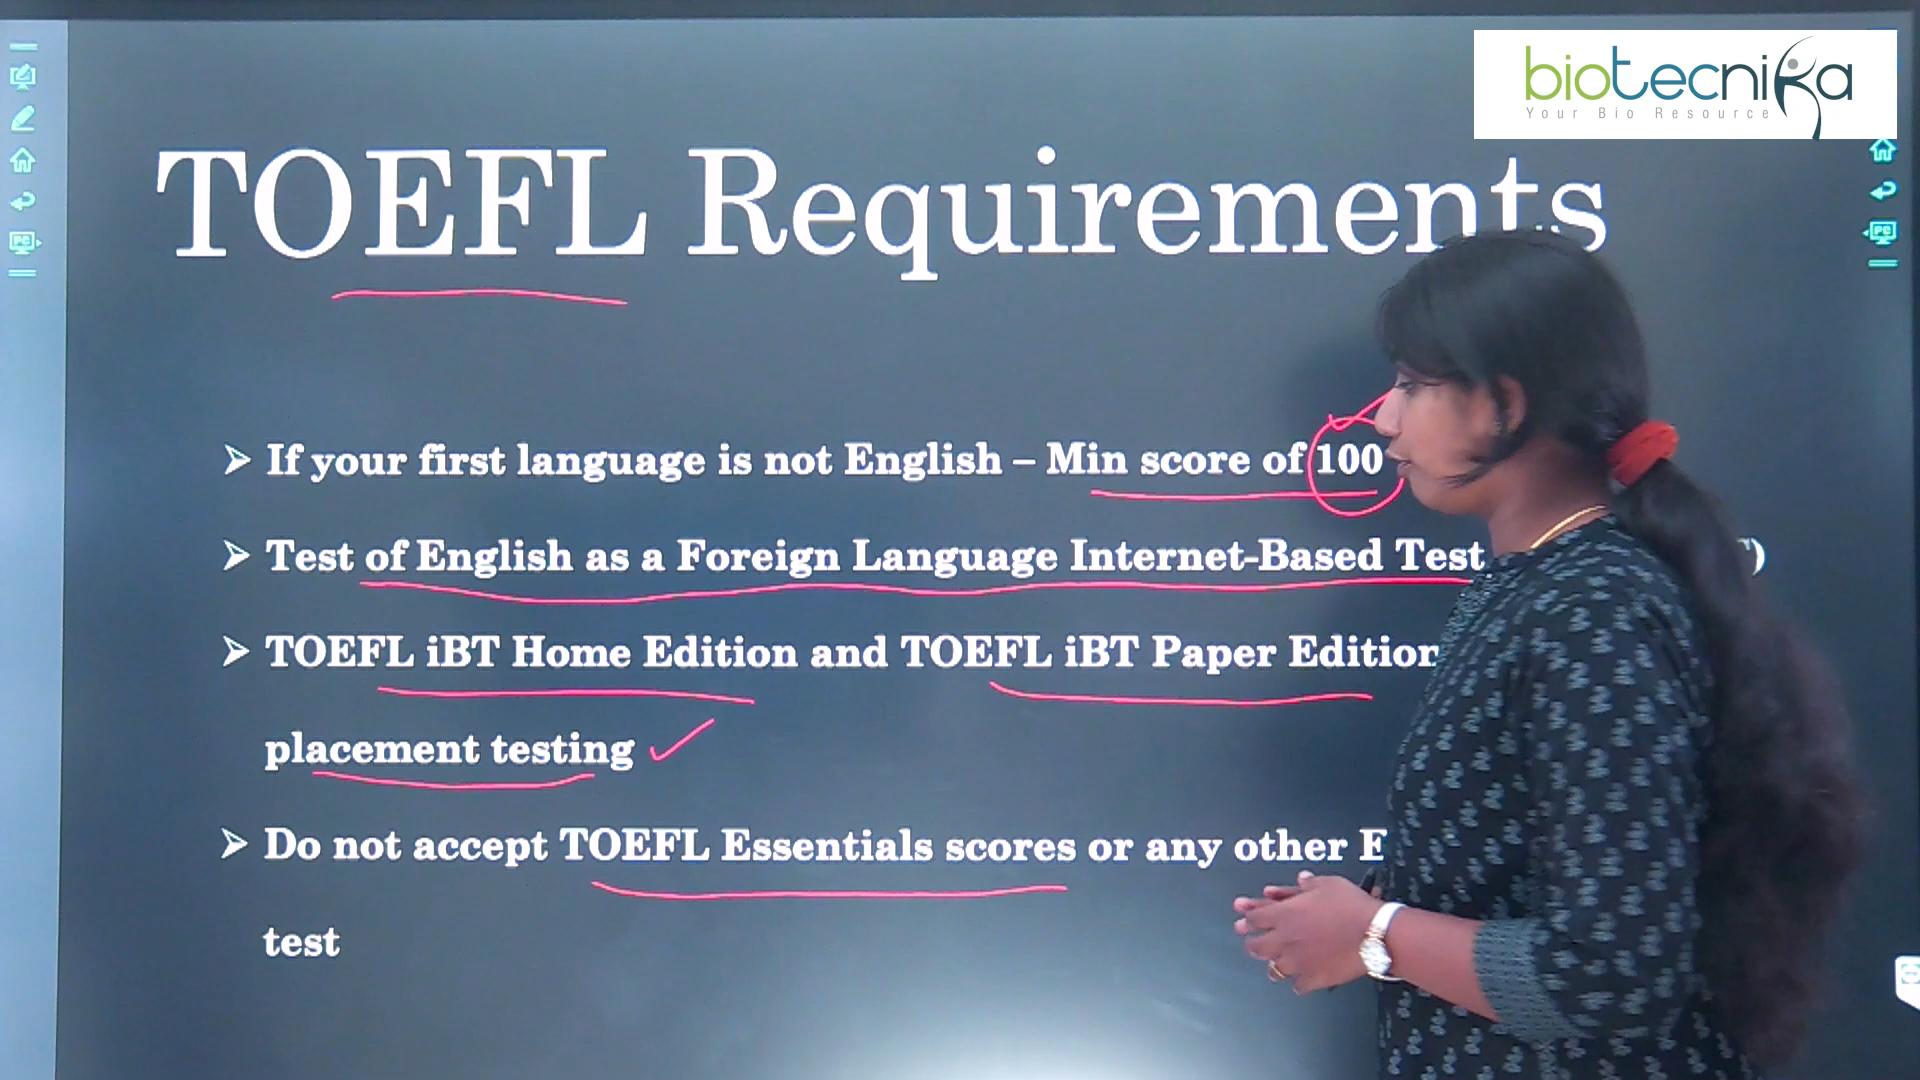 biotecnika
Your Bio Resource
TOEFL Requirements
➢ If your first language is not English – Min score of 100
➢ Test of English as a Foreign Language Internet-Based Test
➢ TOEFL iBT Home Edition and TOEFL iBT Paper Edition
placement testing
➢ Do not accept TOEFL Essentials scores or any other
test
PC
PC